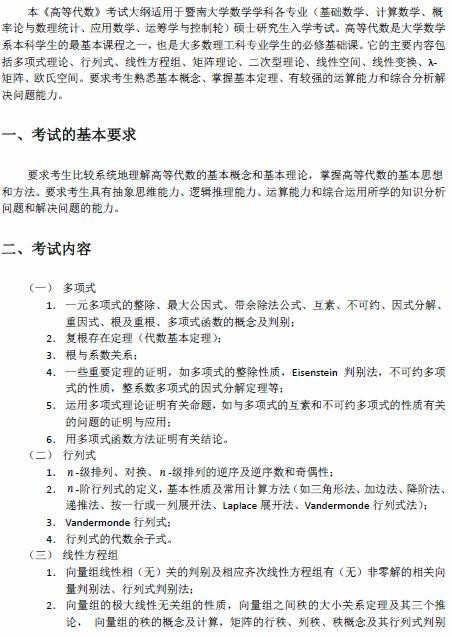 本《高等代数》考试大纲适用于暨南大学数学学科各专业（基础数学、计算数学、概
率论与数理统计、应用数学、运筹学与控制轮）硕士研究生入学考试。高等代数是大学数学
系本科学生的最基本课程之一，也是大多数理工科专业学生的必修基础课。它的主要内容包
括多项式理论、行列式、线性方程组、矩阵理论、二次型理论、线性空间、线性变换、λ-
矩阵、欧氏空间。要求考生熟悉基本概念、掌握基本定理、有较强的运算能力和综合分析解
决问题能力。
一、考试的基本要求
要求考生比较系统地理解高等代数的基本概念和基本理论，掌握高等代数的基本思想
和方法。要求考生具有抽象思维能力、逻辑推理能力、运算能力和综合运用所学的知识分析
问题和解决问题的能力。
二、考试内容
（一） 多项式
1. 一元多项式的整除、最大公因式、带余除法公式、互素、不可约、因式分解、
重因式、根及重根、多项式函数的概念及判别；
2. 复根存在定理（代数基本定理）；
3. 根与系数关系；
4. 一些重要定理的证明，如多项式的整除性质，Eisenstein 判别法，不可约多项
式的性质，整系数多项式的因式分解定理等；
5. 运用多项式理论证明有关命题，如与多项式的互素和不可约多项式的性质有关
的问题的证明与应用；
6. 用多项式函数方法证明有关结论。
（二） 行列式
1. n-级排列、对换、n-级排列的逆序及逆序数和奇偶性；
2. n-阶行列式的定义，基本性质及常用计算方法（如三角形法、加边法、降阶法、
递推法、按一行或一列展开法、Laplace 展开法、Vandermonde 行列式法）；
3. Vandermonde 行列式；
4. 行列式的代数余子式。
（三） 线性方程组
1. 向量组线性相（无）关的判别及相应齐次线性方程组有（无）非零解的相关向
量判别法、行列式判别法；
2. 向量组的极大线性无关组的性质，向量组之间秩的大小关系定理及其三个推
论， 向量组的秩的概念及计算，矩阵的行秩、列秩、秩概念及其行列式判别